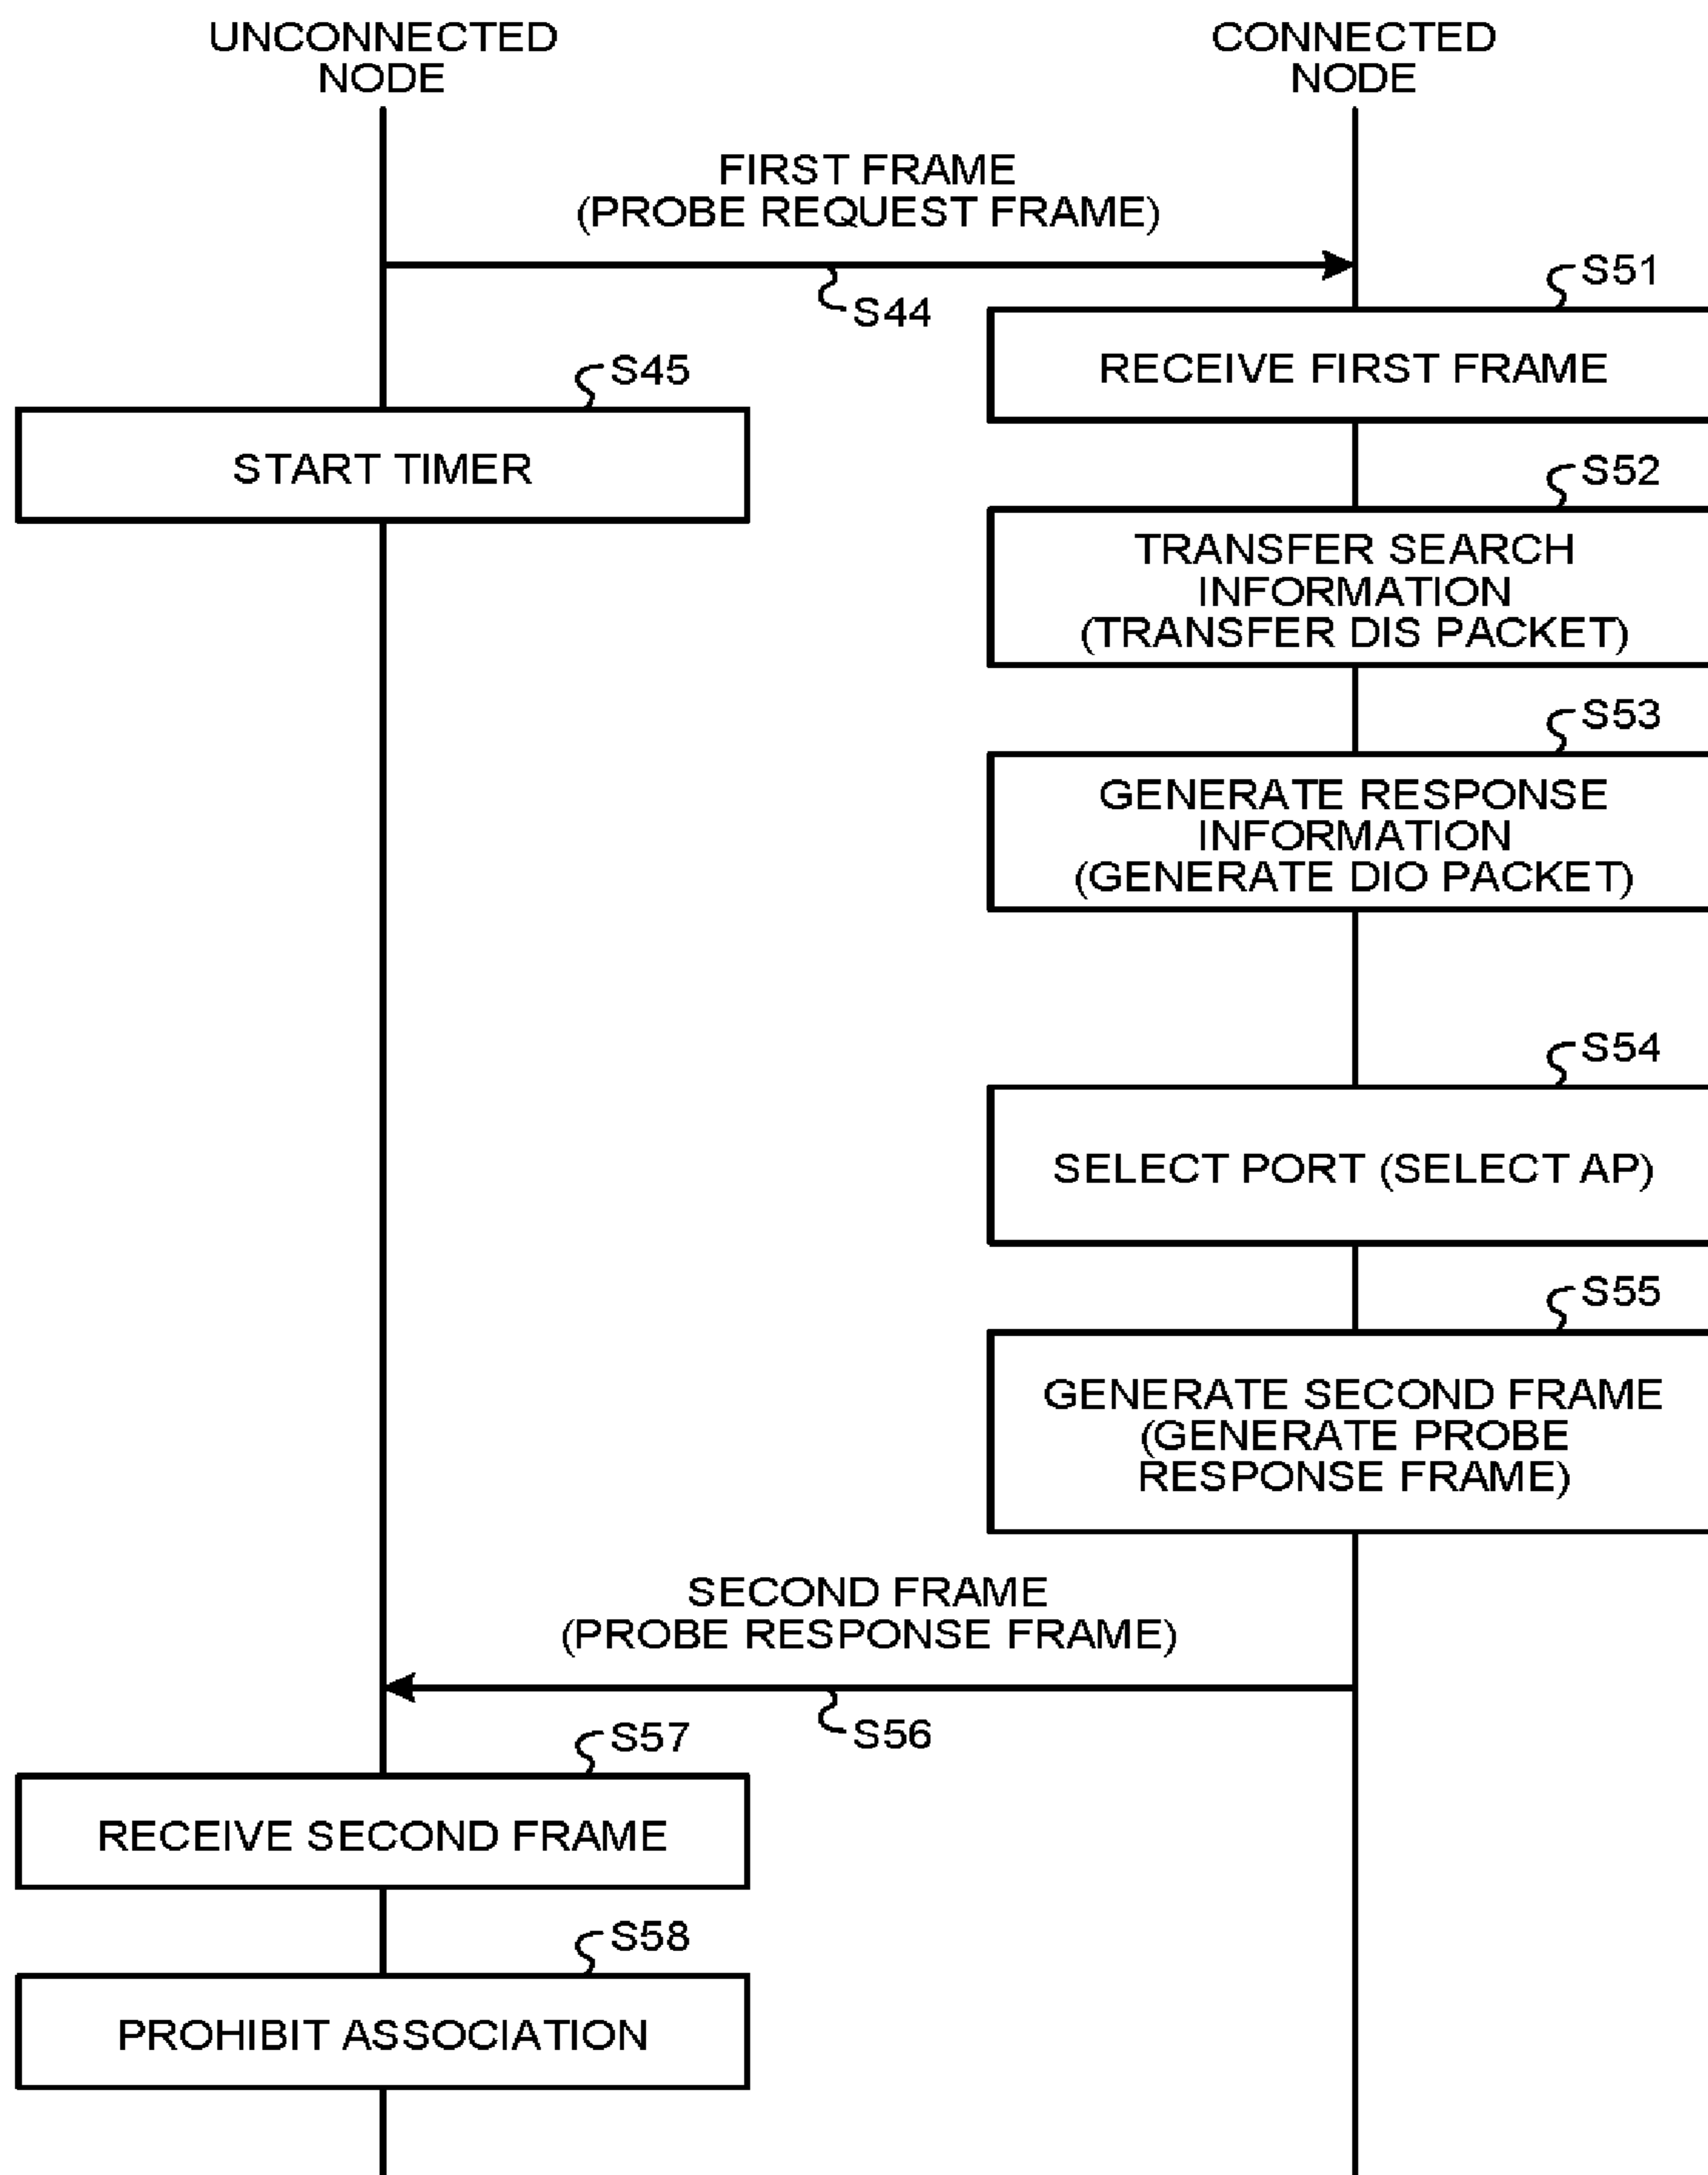 UNCONNECTED
NODE
CONNECTED
NODE
FIRST FRAME
(PROBE REQUEST FRAME)
S44
S51
RECEIVE FIRST FRAME
S45
START TIMER
S52
TRANSFER SEARCH
INFORMATION
(TRANSFER DIS PACKET)
S53
GENERATE RESPONSE
INFORMATION
(GENERATE DIO PACKET)
S54
SELECT PORT (SELECT AP)
S55
GENERATE SECOND FRAME
(GENERATE PROBE
RESPONSE FRAME)
SECOND FRAME
(PROBE RESPONSE FRAME)
S56
S57
RECEIVE SECOND FRAME
S58
PROHIBIT ASSOCIATION